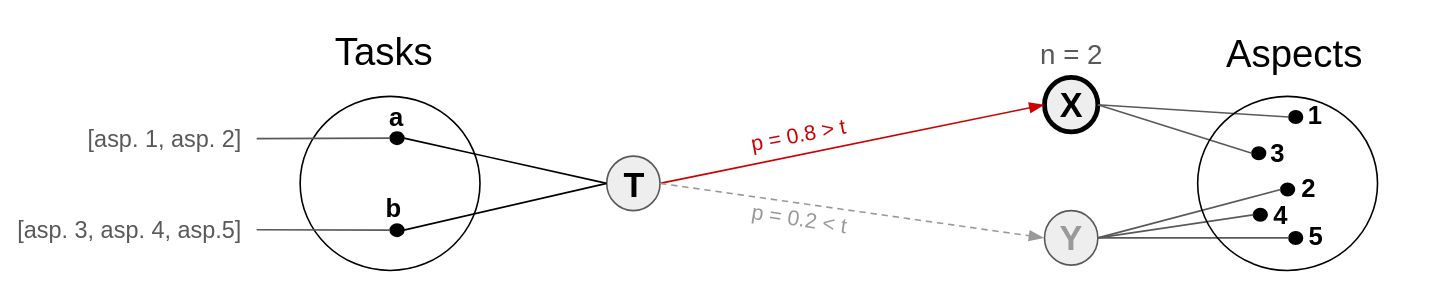 Tasks
n = 2
Aspects
a
X
1
[asp. 1, asp. 2]
p = 0.8 > t
3
T
2
b
p = 0.2 < t
4
[asp. 3, asp. 4, asp.5]
Y
5